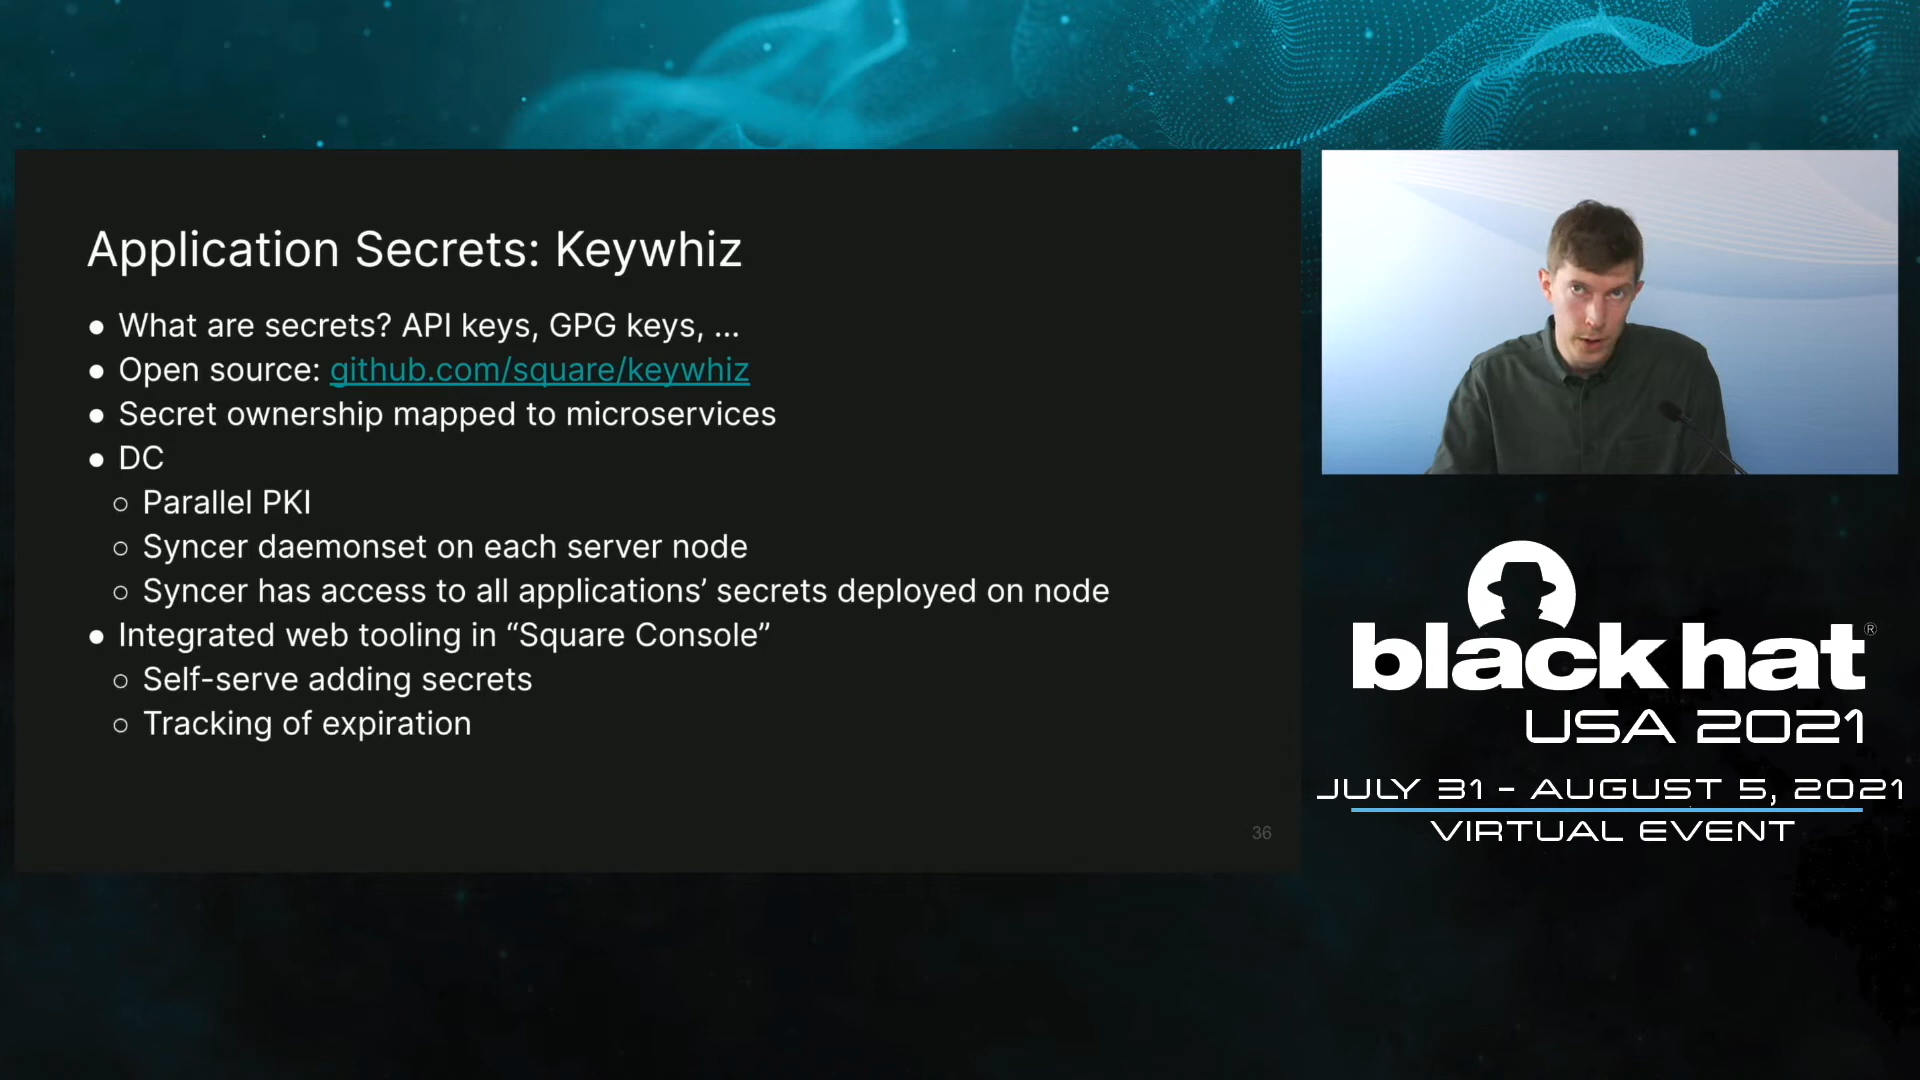 Application Secrets: Keywhiz
● What are secrets? API keys, GPG keys, ...
● Open source: github.com/square/keywhiz
● Secret ownership mapped to microservices
● DC
○ Parallel PKI
○ Syncer daemonset on each server node
○ Syncer has access to all applications’ secrets deployed on node
● Integrated web tooling in “Square Console”
○ Self-serve adding secrets
○ Tracking of expiration
36
black hat®
USA 2021
JULY 31 - AUGUST 5, 2021
VIRTUAL EVENT